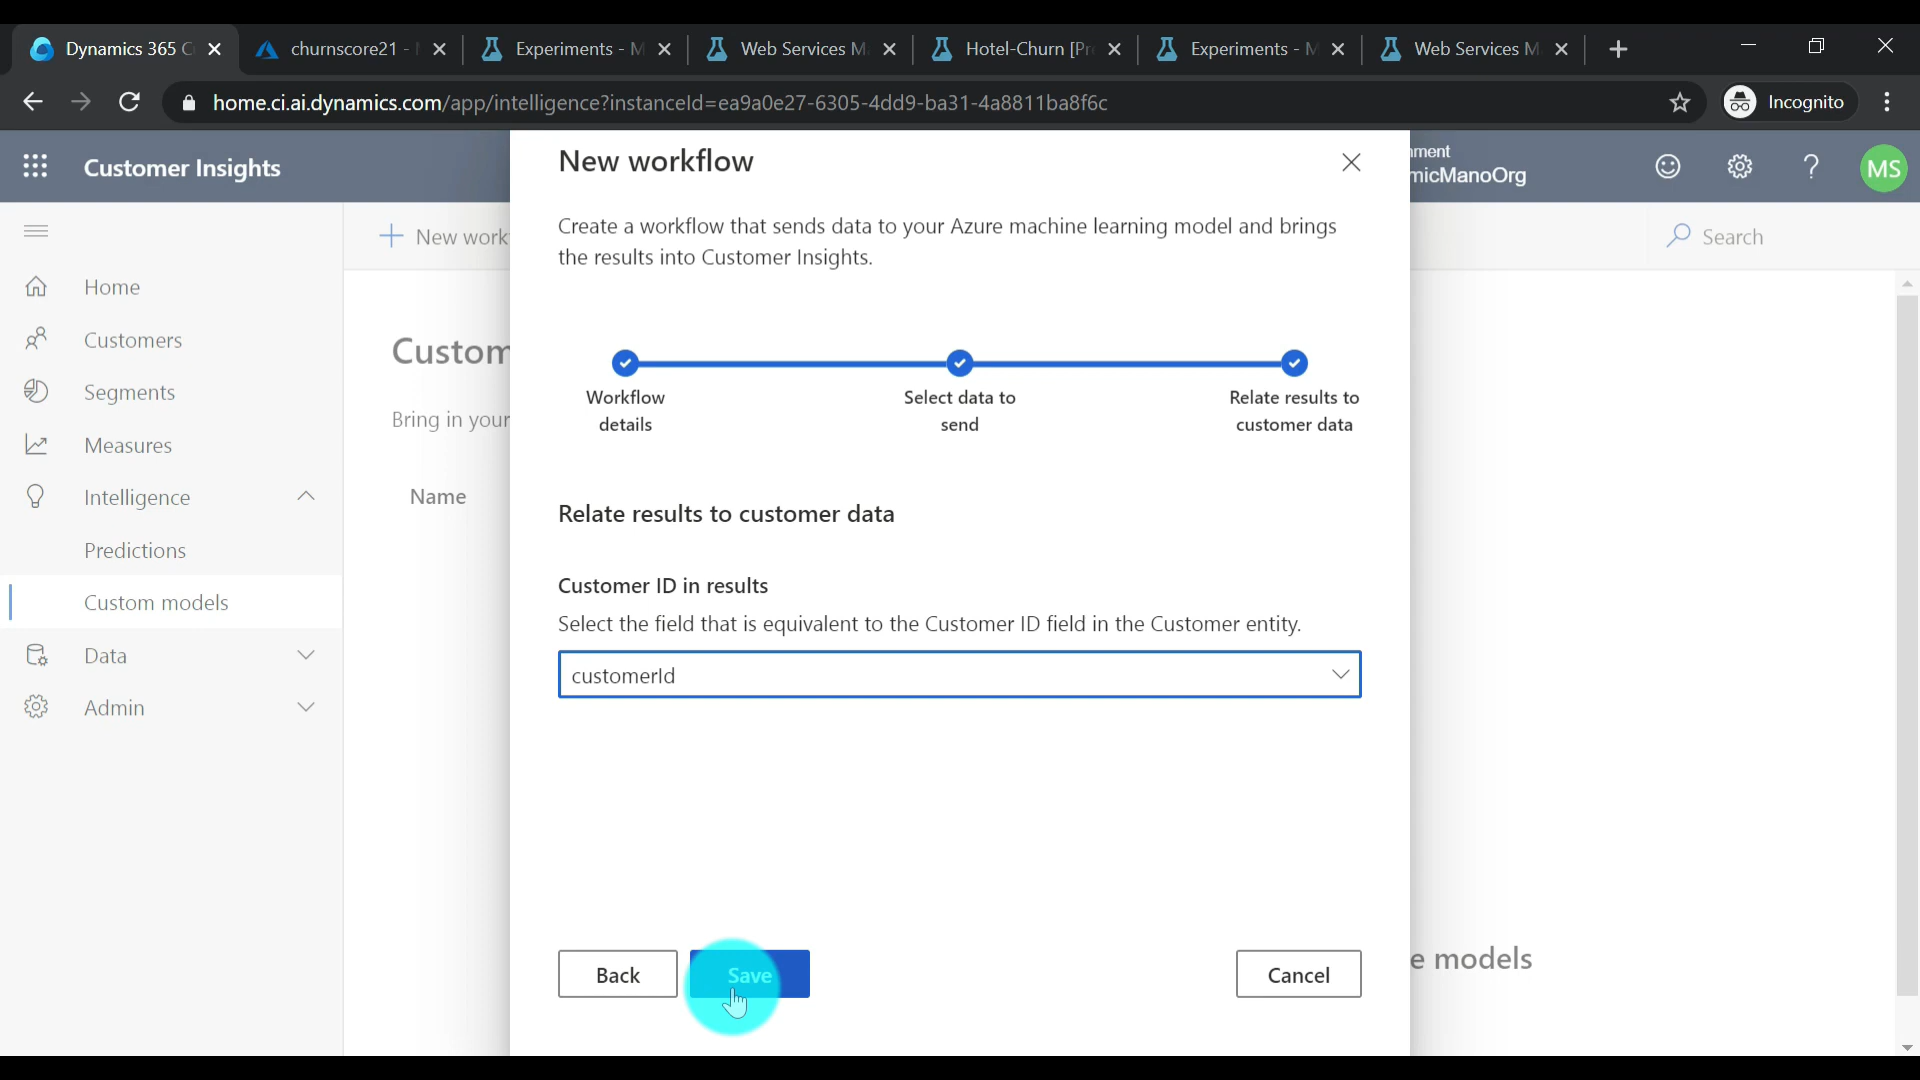 Dynamics 365 C
churnscore21 -
Experiments - M
Web Services M
Hotel-Churn [Pr
Experiments - M
Web Services M
home.ci.ai.dynamics.com/app/intelligence?instanceId=ea9a0e27-6305-4dd9-ba31-4a8811ba8f6c
Incognito
Customer Insights
New workflow
nment
micManoOrg
MS
Create a workflow that sends data to your Azure machine learning model and brings
the results into Customer Insights.
New work
Search
Home
Customers
Segments
Measures
Intelligence
Predictions
Custom models
Data
Admin
Custom
Bring in your
Name
Workflow
details
Select data to
send
Relate results to
customer data
Relate results to customer data
Customer ID in results
Select the field that is equivalent to the Customer ID field in the Customer entity.
customerId
Back
Save
Cancel
e models